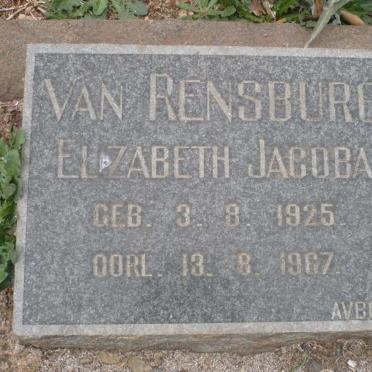 VAN RENSBURG
ELIZABETH JACOBA
GEB. 3. 8. 1925.
OORL. 13. 8. 1967.